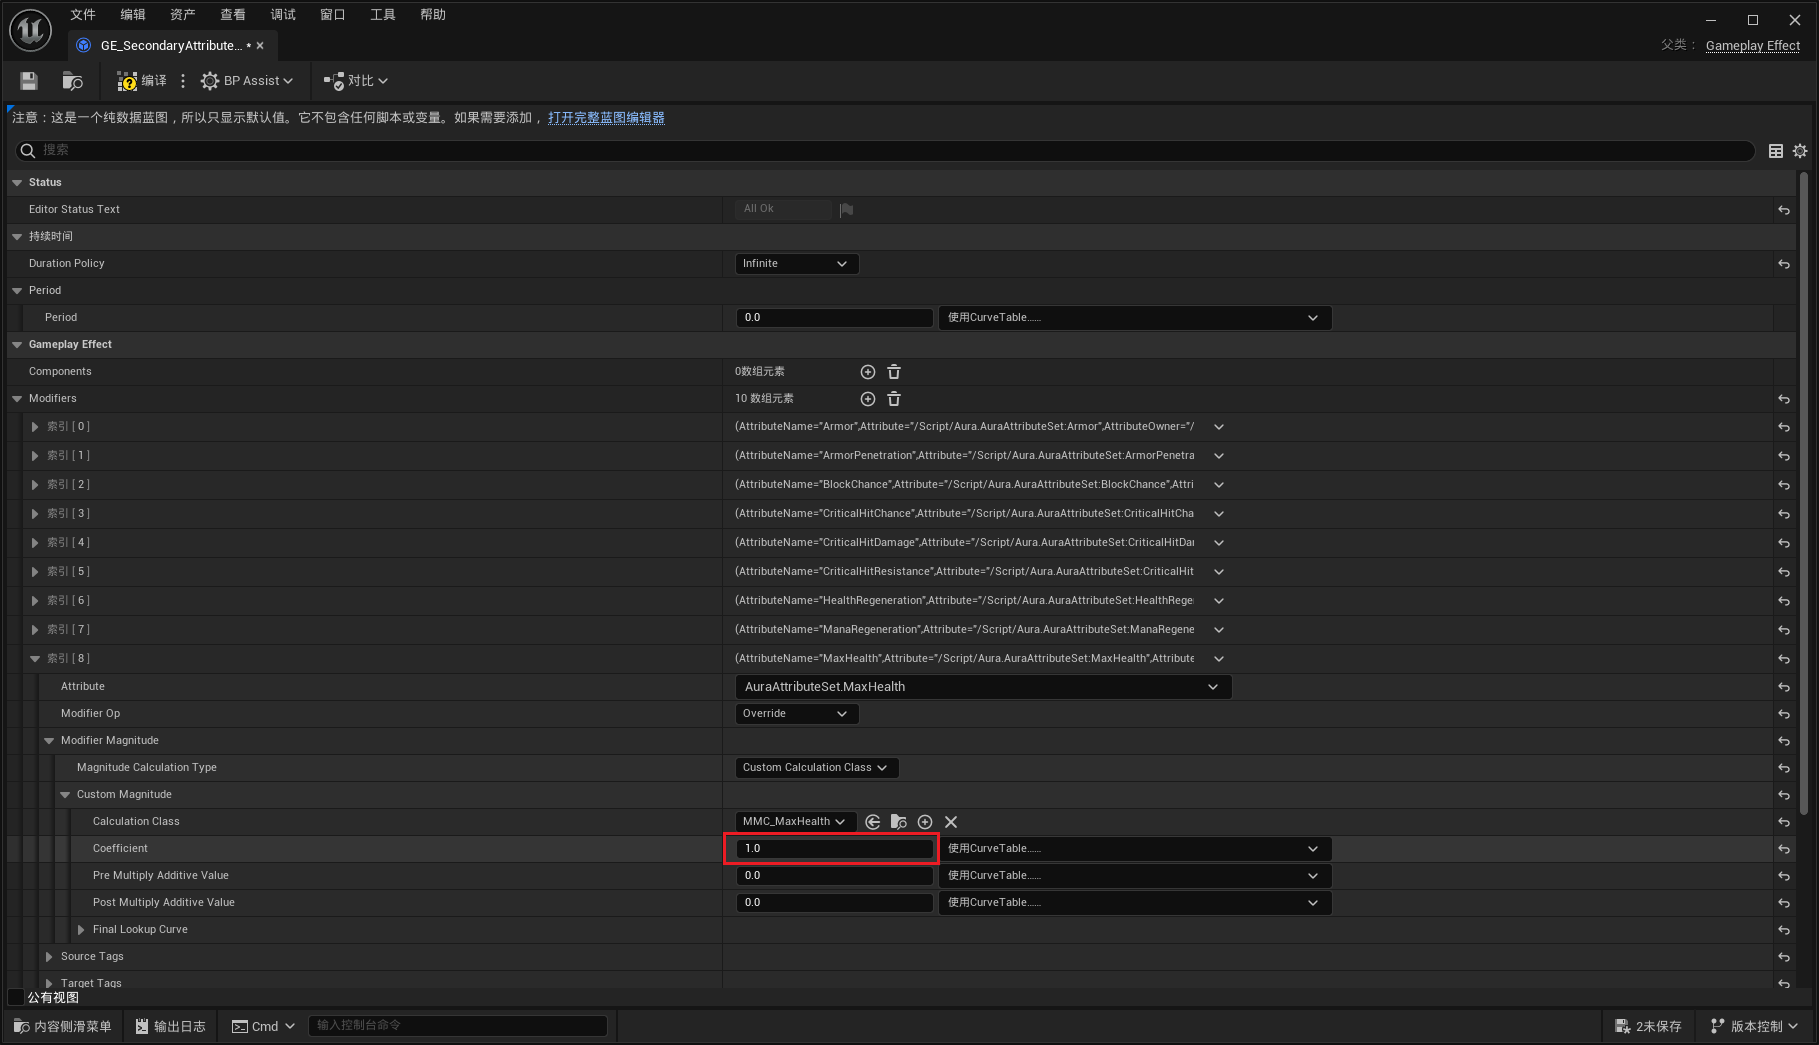 文件 编辑 资产 查看 调试 窗口 工具 帮助
GE_SecondaryAttribute... * ×
父类： Gameplay Effect
编译 BP Assist 对比
注意：这是一个纯数据蓝图，所以只显示默认值。它不包含任何脚本或变量。如果需要添加， 打开完整蓝图编辑器
搜索
Status
Editor Status Text All Ok
持续时间
Duration Policy Infinite
Period
Period 0.0 使用CurveTable......
Gameplay Effect
Components 0数组元素
Modifiers 10 数组元素
索引 [ 0 ] (AttributeName="Armor",Attribute="/Script/Aura.AuraAttributeSet:Armor",AttributeOwner="/
索引 [ 1 ] (AttributeName="ArmorPenetration",Attribute="/Script/Aura.AuraAttributeSet:ArmorPenetra
索引 [ 2 ] (AttributeName="BlockChance",Attribute="/Script/Aura.AuraAttributeSet:BlockChance",Attri
索引 [ 3 ] (AttributeName="CriticalHitChance",Attribute="/Script/Aura.AuraAttributeSet:CriticalHitCha
索引 [ 4 ] (AttributeName="CriticalHitDamage",Attribute="/Script/Aura.AuraAttributeSet:CriticalHitDar
索引 [ 5 ] (AttributeName="CriticalHitResistance",Attribute="/Script/Aura.AuraAttributeSet:CriticalHit
索引 [ 6 ] (AttributeName="HealthRegeneration",Attribute="/Script/Aura.AuraAttributeSet:HealthRege
索引 [ 7 ] (AttributeName="ManaRegeneration",Attribute="/Script/Aura.AuraAttributeSet:ManaRegene
索引 [ 8 ] (AttributeName="MaxHealth",Attribute="/Script/Aura.AuraAttributeSet:MaxHealth",Attribute
Attribute AuraAttributeSet.MaxHealth
Modifier Op Override
Modifier Magnitude
Magnitude Calculation Type Custom Calculation Class
Custom Magnitude
Calculation Class MMC_MaxHealth
Coefficient 1.0 使用CurveTable......
Pre Multiply Additive Value 0.0 使用CurveTable......
Post Multiply Additive Value 0.0 使用CurveTable......
Final Lookup Curve
Source Tags
Target Tags
公有视图
内容侧滑菜单 输出日志 Cmd 输入控制台命令 2未保存 版本控制